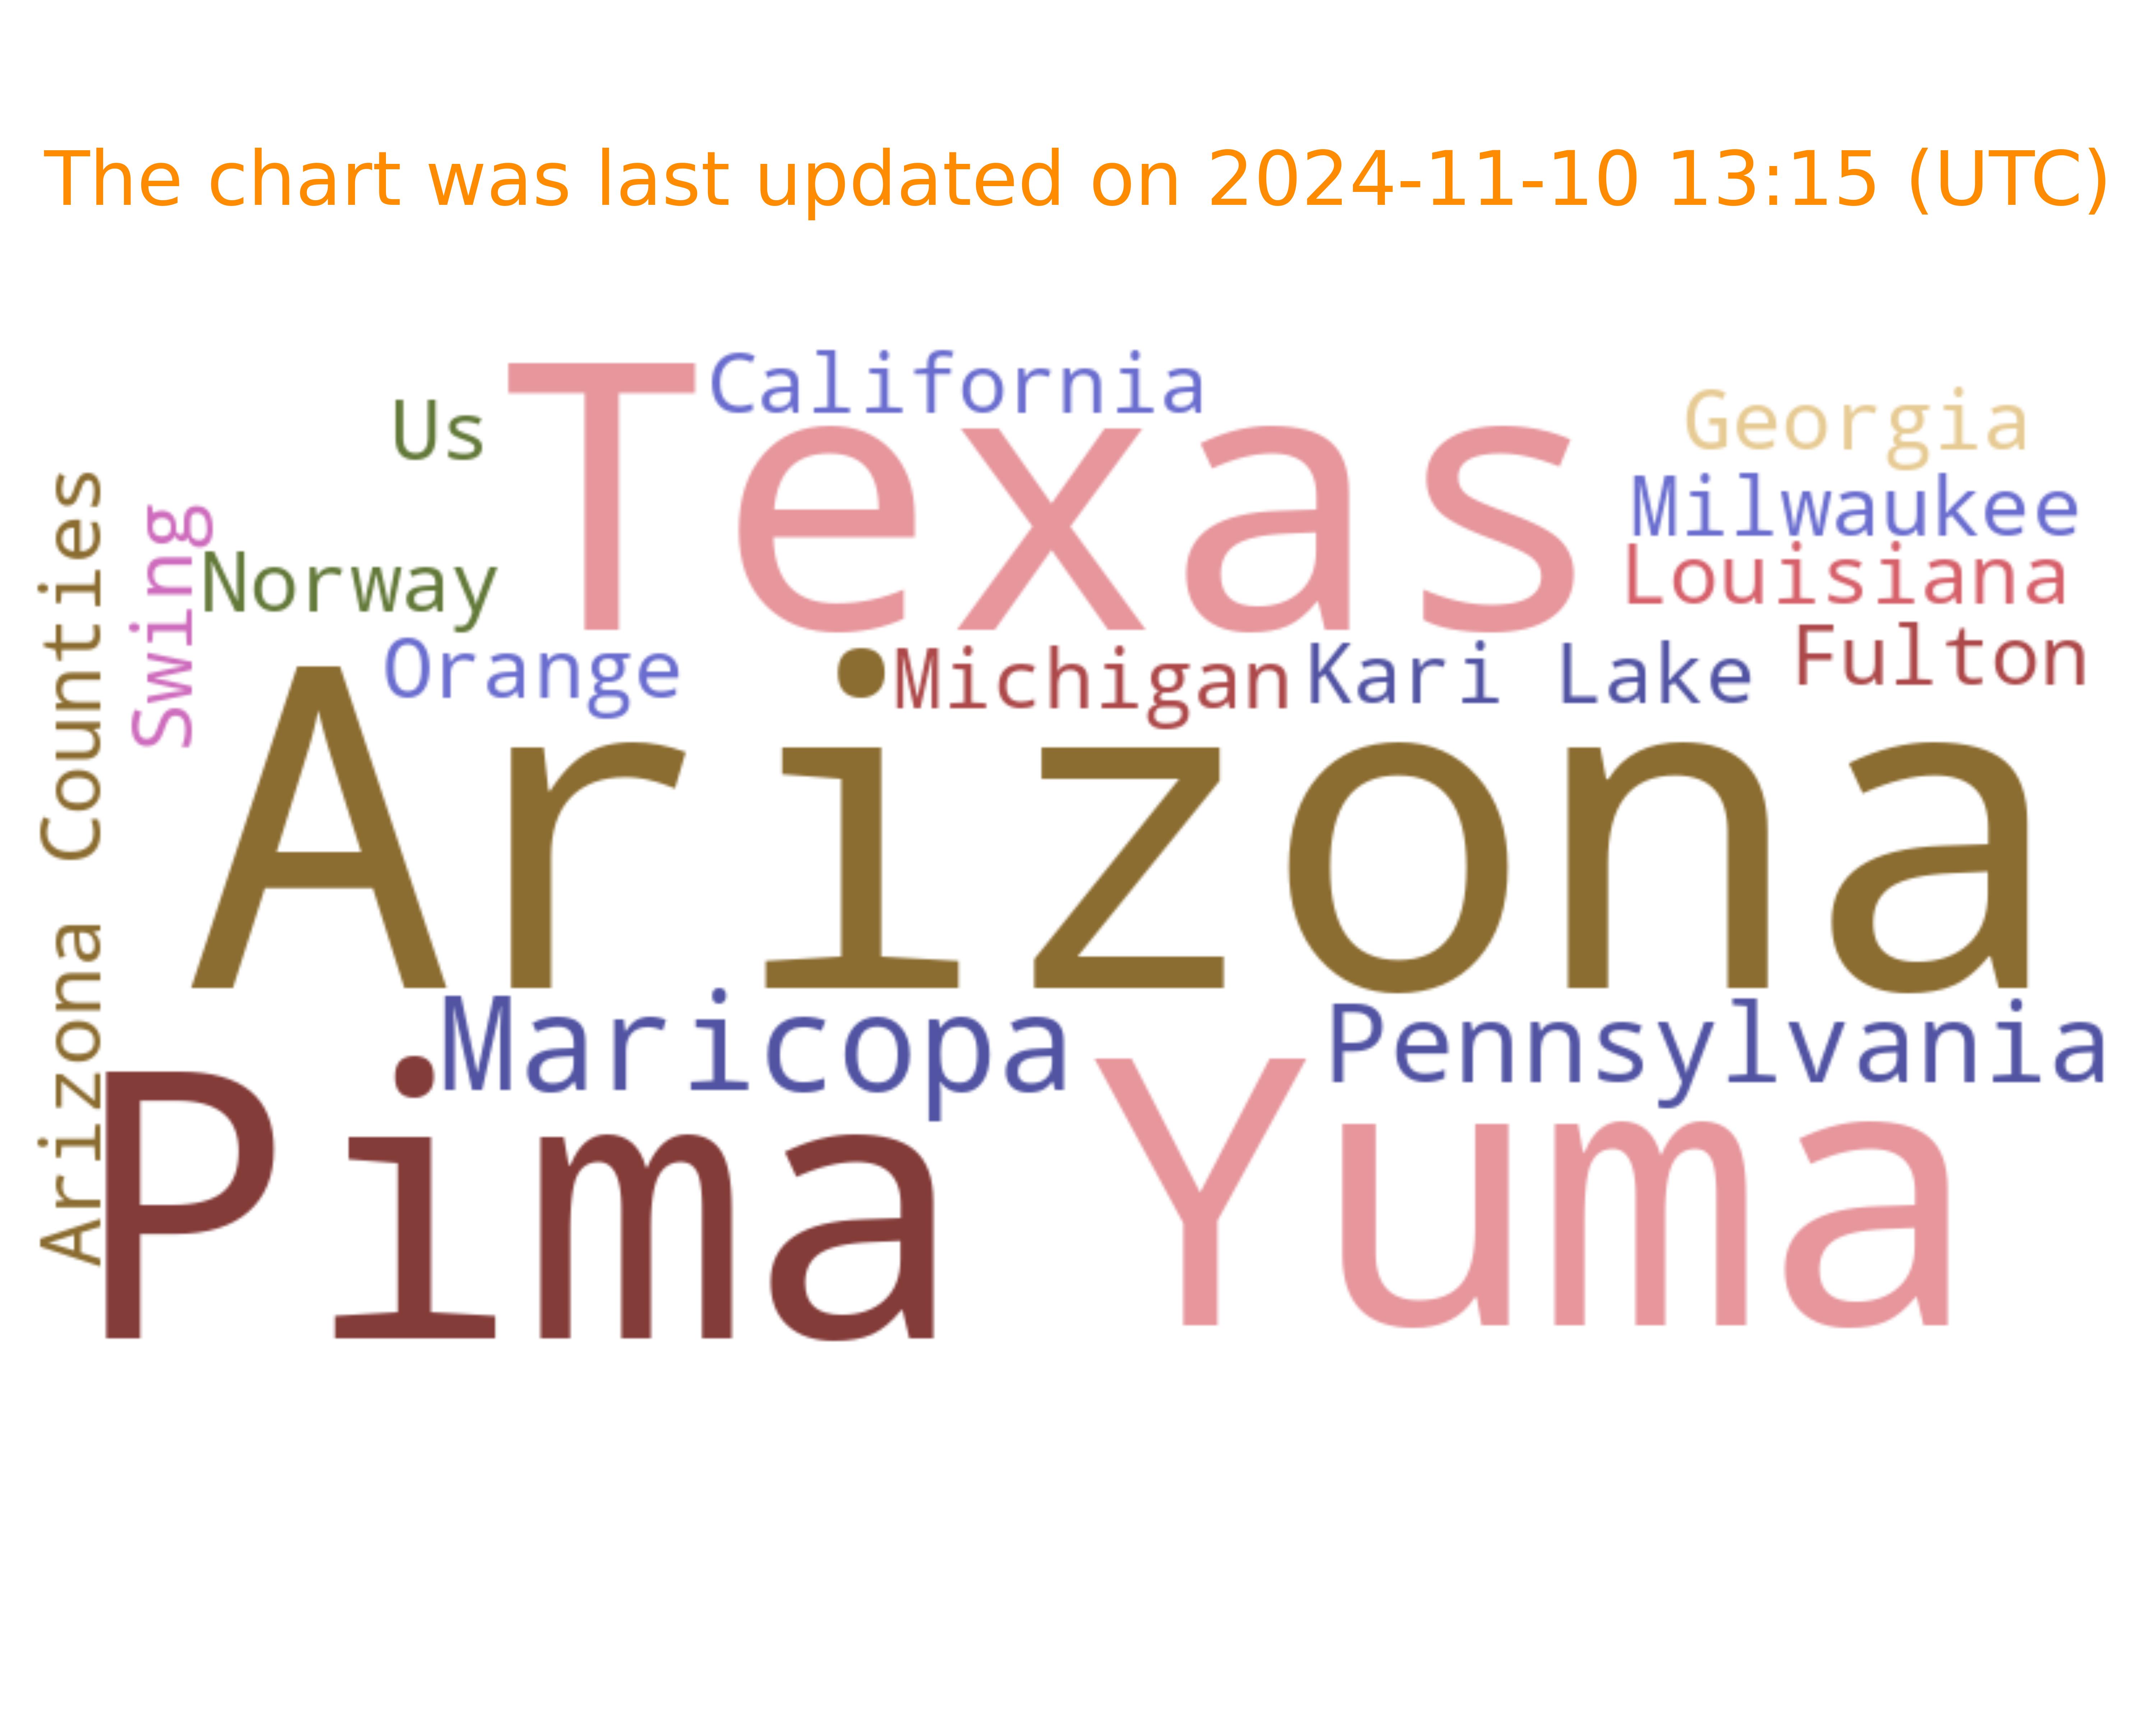 The chart was last updated on 2024-11-10 13:15 (UTC)
California
Texas
Us
Georgia
Milwaukee
Arizona Counties
Swing
Norway
Louisiana
Orange
Michigan
Kari Lake
Fulton
Arizona
Maricopa
Pennsylvania
Pima
Yuma